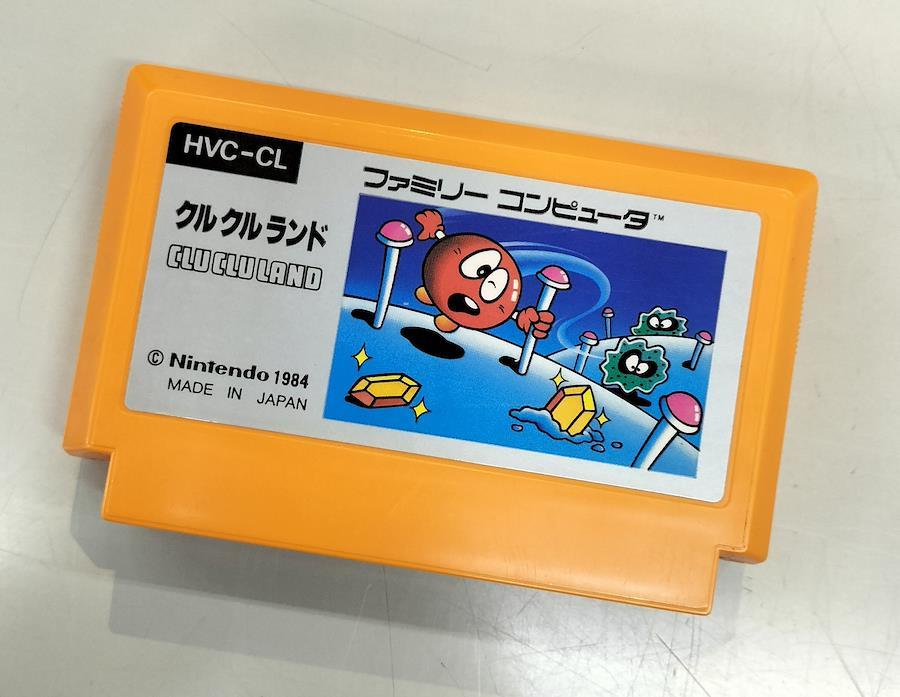 HVC-CL
ファミリー コンピュータ™
クルクルランド
CLU CLU LAND
© Nintendo 1984
MADE IN JAPAN